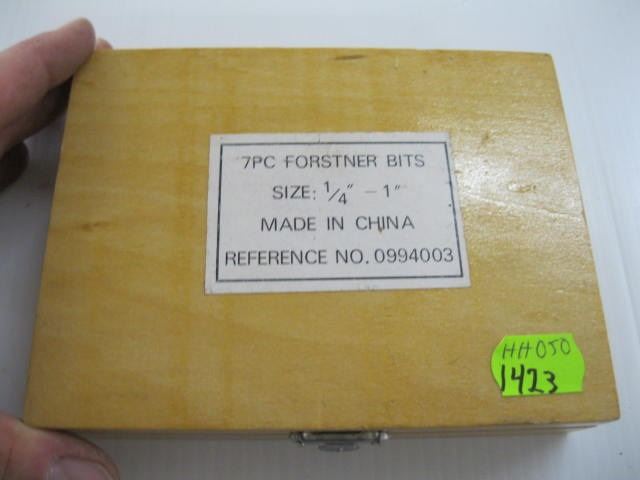 7PC FORSTNER BITS
SIZE: 1/4" – 1"
MADE IN CHINA
REFERENCE NO. 0994003
HH050
1423